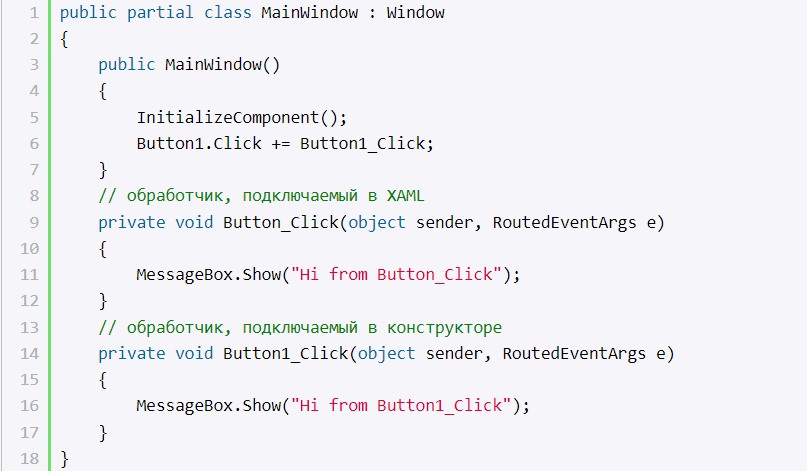 1 public partial class MainWindow : Window
2 {
3     public MainWindow()
4     {
5         InitializeComponent();
6         Button1.Click += Button1_Click;
7     }
8     // обработчик, подключаемый в XAML
9     private void Button_Click(object sender, RoutedEventArgs e)
10     {
11         MessageBox.Show("Hi from Button_Click");
12     }
13     // обработчик, подключаемый в конструкторе
14     private void Button1_Click(object sender, RoutedEventArgs e)
15     {
16         MessageBox.Show("Hi from Button1_Click");
17     }
18 }